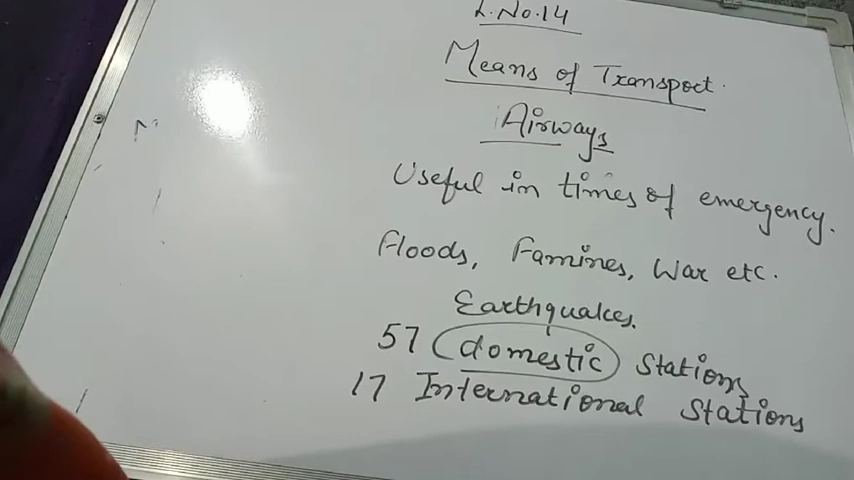 L.No.14
Means of Transport.
Airways
Useful in times of emergency.
Floods, Famines, War etc.
Earthquakes.
57 domestic Stations
17 International Stations